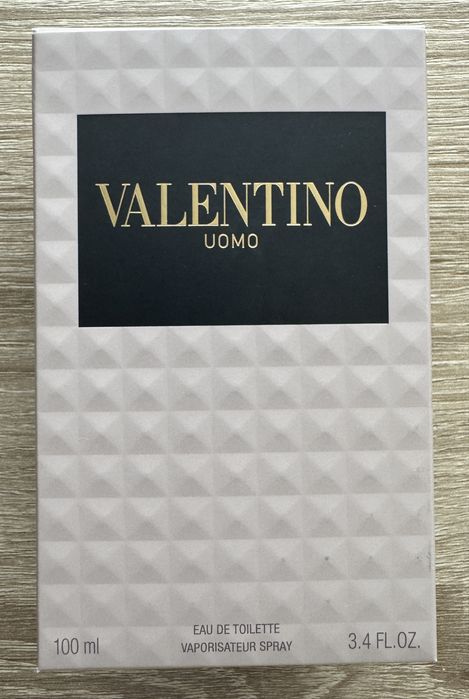 VALENTINO
UOMO
EAU DE TOILETTE
100 ml VAPORISATEUR SPRAY 3.4 FL.OZ.